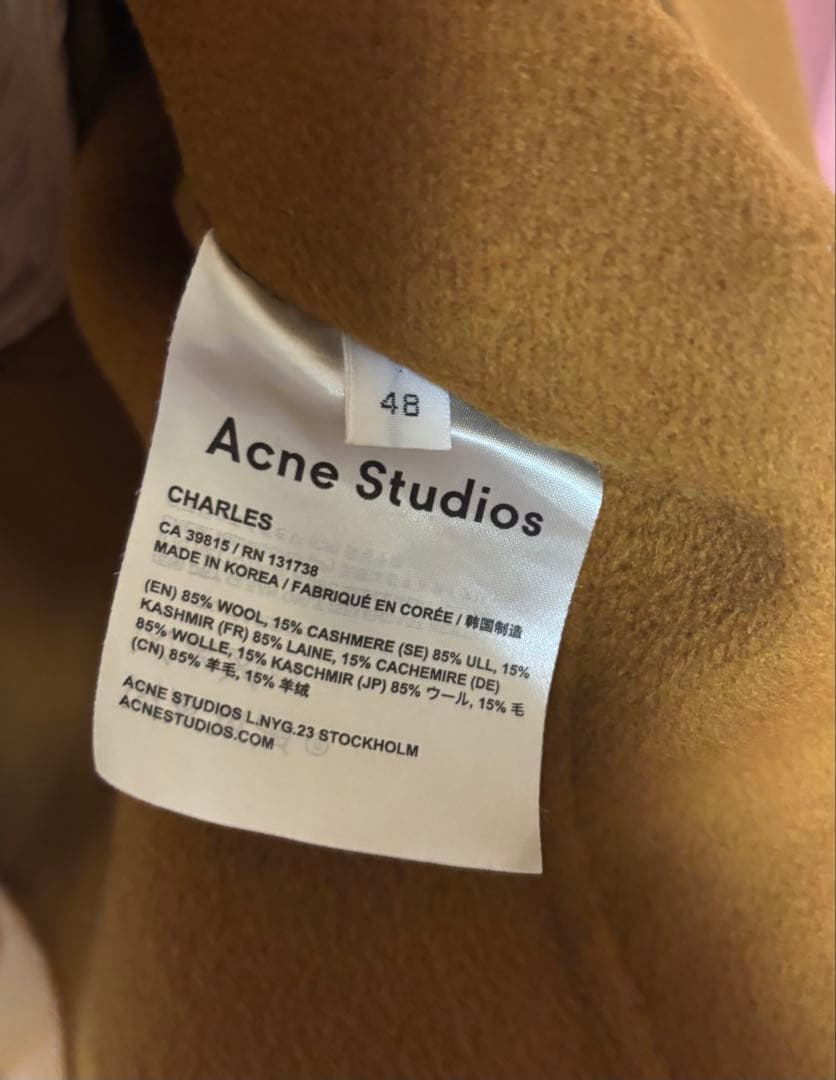 48
Acne Studios
CHARLES
CA 39815 / RN 131738
MADE IN KOREA / FABRIQUÉ EN CORÉE / 韩国制造
(EN) 85% WOOL, 15% CASHMERE (SE) 85% ULL, 15%
KASHMIR (FR) 85% LAINE, 15% CACHEMIRE (DE)
85% WOLLE, 15% KASCHMIR (JP) 85% ウール, 15% 毛
(CN) 85% 羊毛, 15% 羊绒
ACNE STUDIOS L.NYG.23 STOCKHOLM
ACNESTUDIOS.COM